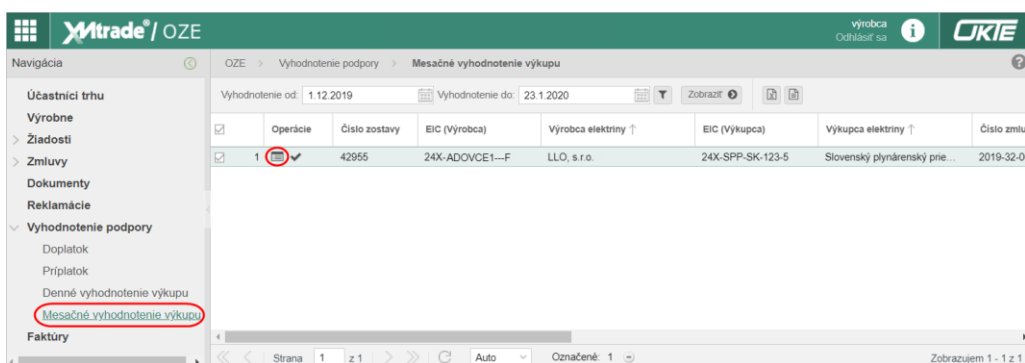 XMtrade®/ OZE
výrobca
Odhlásiť sa
i
OKTE
Navigácia
OZE > Vyhodnotenie podpory > Mesačné vyhodnotenie výkupu
?
Účastníci trhu
Výrobne
Žiadosti
Zmluvy
Dokumenty
Reklamácie
Vyhodnotenie podpory
Doplatok
Príplatok
Denné vyhodnotenie výkupu
Mesačné vyhodnotenie výkupu
Faktúry
Vyhodnotenie od: 1.12.2019 Vyhodnotenie do: 23.1.2020 Zobraziť
Operácie Číslo zostavy EIC (Výrobca) Výrobca elektriny ↑ EIC (Výkupca) Výkupca elektriny ↑ Číslo zmlu
1 42955 24X-ADOVCE1---F LLO, s.r.o. 24X-SPP-SK-123-5 Slovenský plynárenský prie... 2019-32-0
Strana 1 z 1 Auto Označené: 1 Zobrazujem 1 - 1 z 1